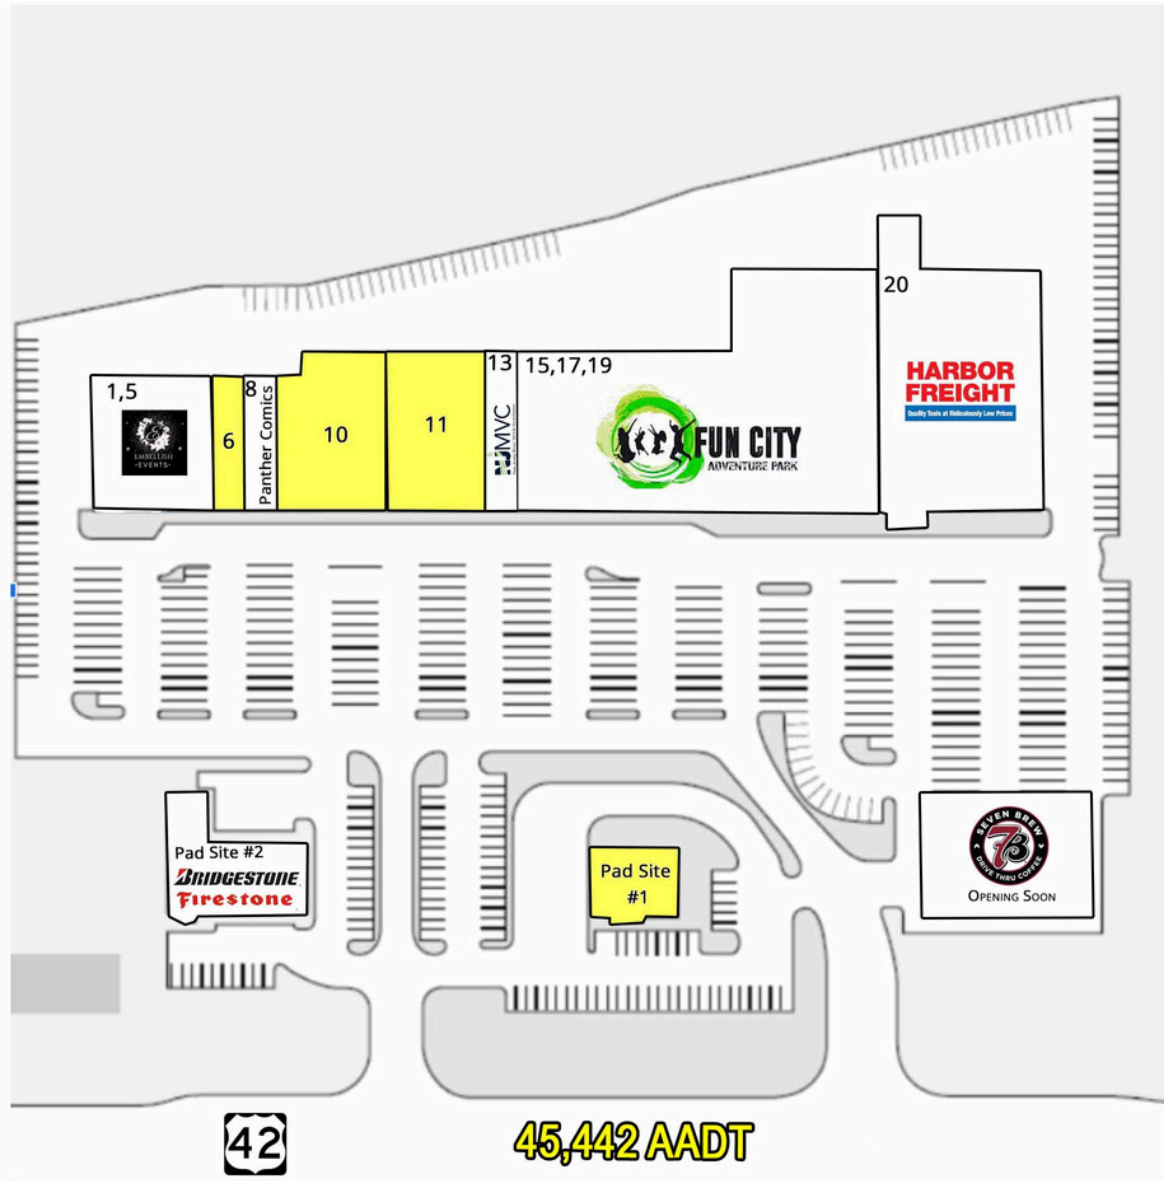 20
HARBOR
FREIGHT
Quality Tools at Ridiculously Low Prices
1,5
EMBELLISH
-EVENTS-
6
8
Panther Comics
10
11
13
NJMVC
15,17,19
FUN CITY
ADVENTURE PARK
Pad Site #2
BRIDGESTONE
Firestone
Pad Site
#1
SEVEN BREW
7B
DRIVE THRU COFFEE
OPENING SOON
42
45,442 AADT